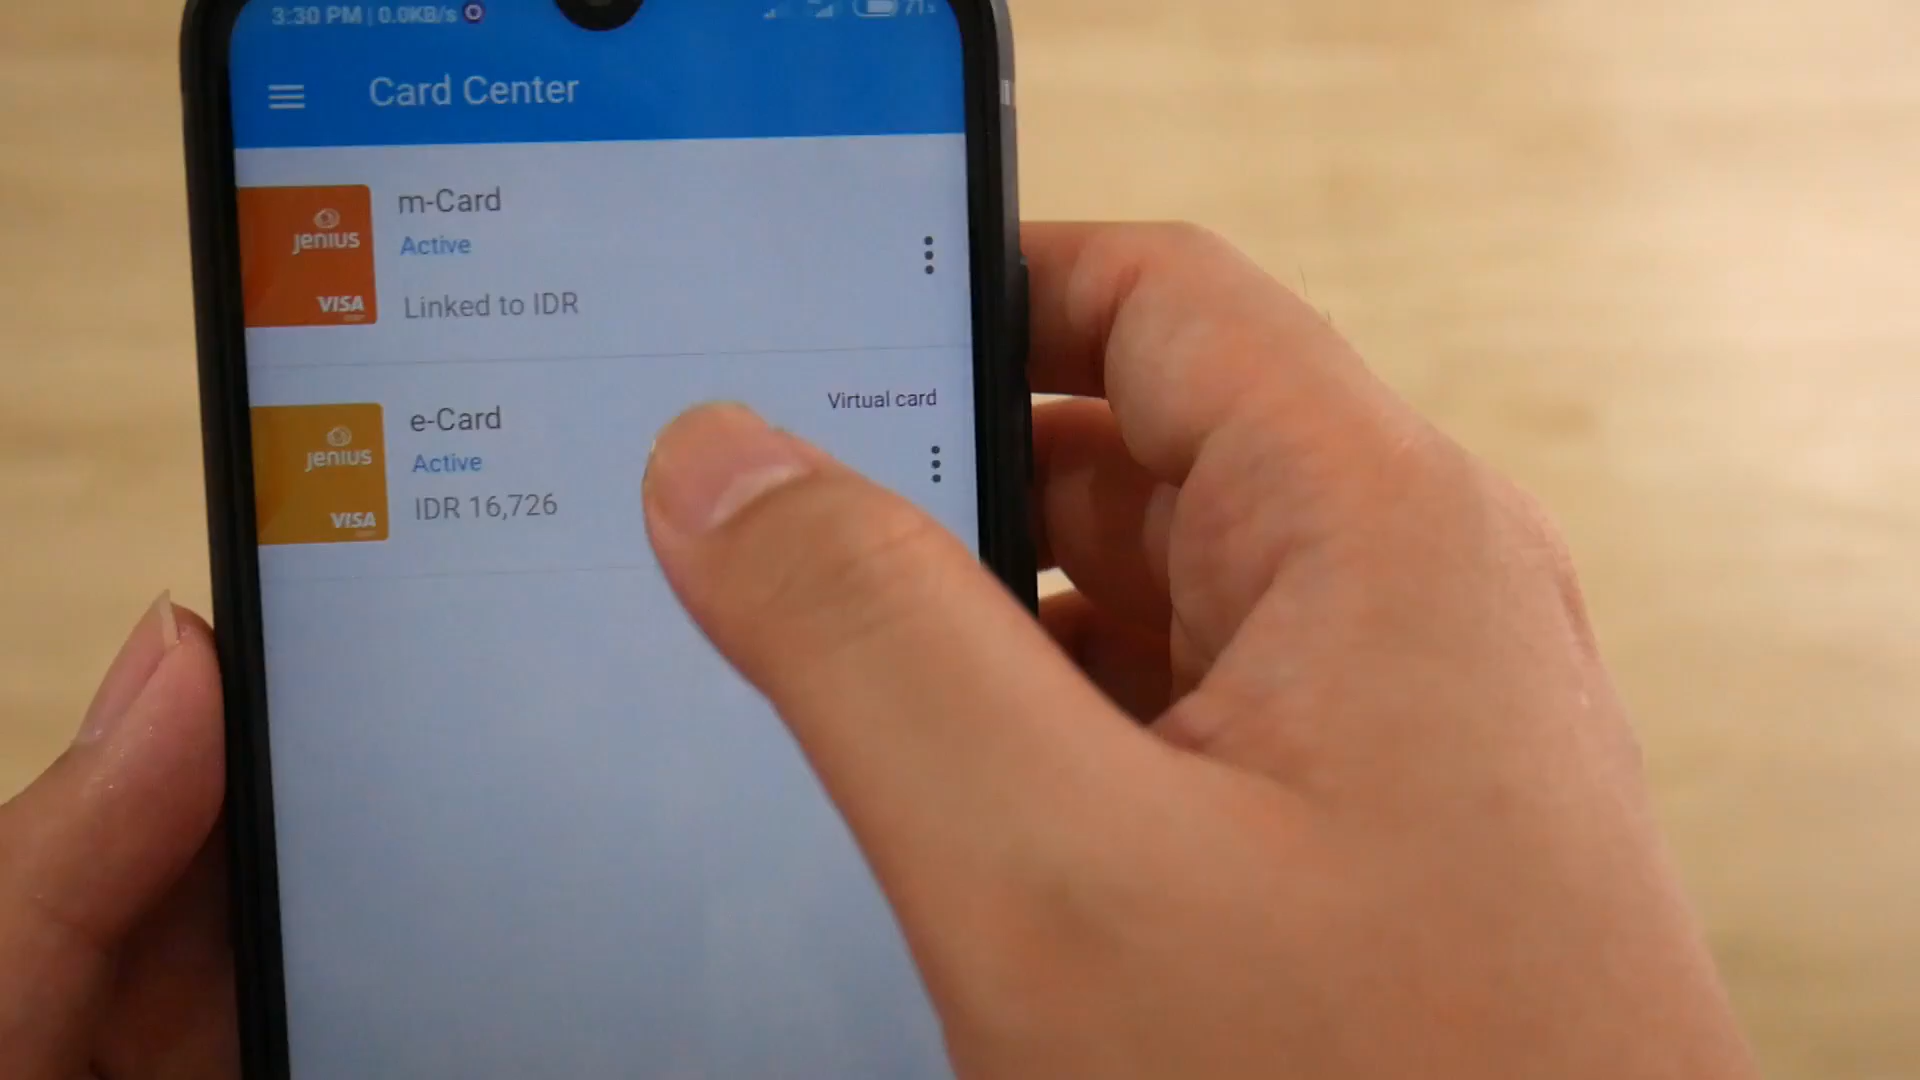 3:30 PM | 0.0KB/s
71
Card Center
m-Card
Active
Linked to IDR
jenius
VISA
Virtual card
e-Card
Active
IDR 16,726
jenius
VISA